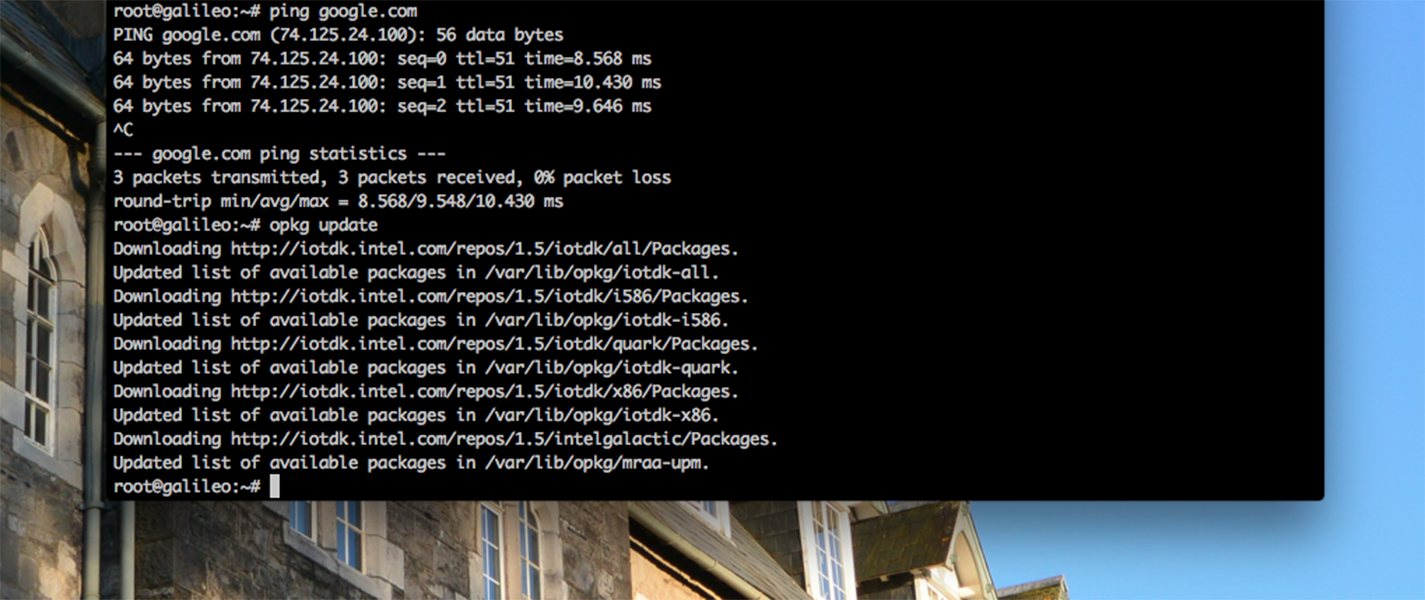 root@galileo:~# ping google.com
PING google.com (74.125.24.100): 56 data bytes
64 bytes from 74.125.24.100: seq=0 ttl=51 time=8.568 ms
64 bytes from 74.125.24.100: seq=1 ttl=51 time=10.430 ms
64 bytes from 74.125.24.100: seq=2 ttl=51 time=9.646 ms
^C
--- google.com ping statistics ---
3 packets transmitted, 3 packets received, 0% packet loss
round-trip min/avg/max = 8.568/9.548/10.430 ms
root@galileo:~# opkg update
Downloading http://iotdk.intel.com/repos/1.5/iotdk/all/Packages.
Updated list of available packages in /var/lib/opkg/iotdk-all.
Downloading http://iotdk.intel.com/repos/1.5/iotdk/i586/Packages.
Updated list of available packages in /var/lib/opkg/iotdk-i586.
Downloading http://iotdk.intel.com/repos/1.5/iotdk/quark/Packages.
Updated list of available packages in /var/lib/opkg/iotdk-quark.
Downloading http://iotdk.intel.com/repos/1.5/iotdk/x86/Packages.
Updated list of available packages in /var/lib/opkg/iotdk-x86.
Downloading http://iotdk.intel.com/repos/1.5/intelgalactic/Packages.
Updated list of available packages in /var/lib/opkg/mraa-upm.
root@galileo:~#